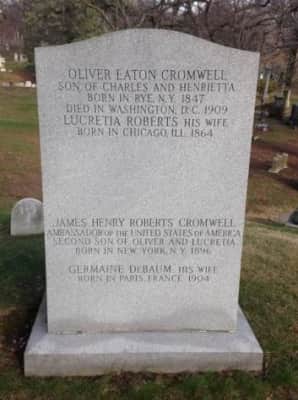 OLIVER EATON CROMWELL
SON OF CHARLES AND HENRIETTA
BORN IN RYE, N.Y. 1847
DIED IN WASHINGTON, D.C. 1909
LUCRETIA ROBERTS HIS WIFE
BORN IN CHICAGO, ILL. 1864
JAMES HENRY ROBERTS CROMWELL
AMBASSADOR OF THE UNITED STATES OF AMERICA
SECOND SON OF OLIVER AND LUCRETIA
BORN IN NEW YORK, N.Y. 1896
GERMAINE DeBAUM HIS WIFE
BORN IN PARIS, FRANCE, 1904